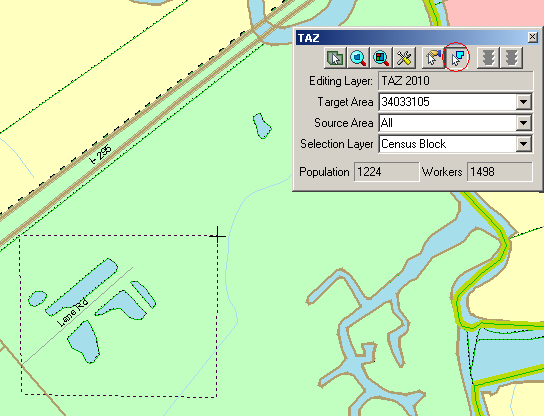 TAZ
Editing Layer: TAZ 2010
Target Area 34033105
Source Area All
Selection Layer Census Block
Population 1224 Workers 1498
I-295
Lane Rd